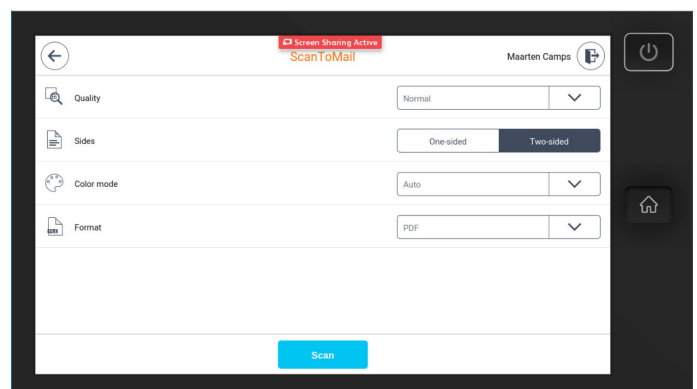 Screen Sharing Active
ScanToMail
Maarten Camps
Quality
Normal
Sides
One-sided
Two-sided
Color mode
Auto
FILE
Format
PDF
Scan